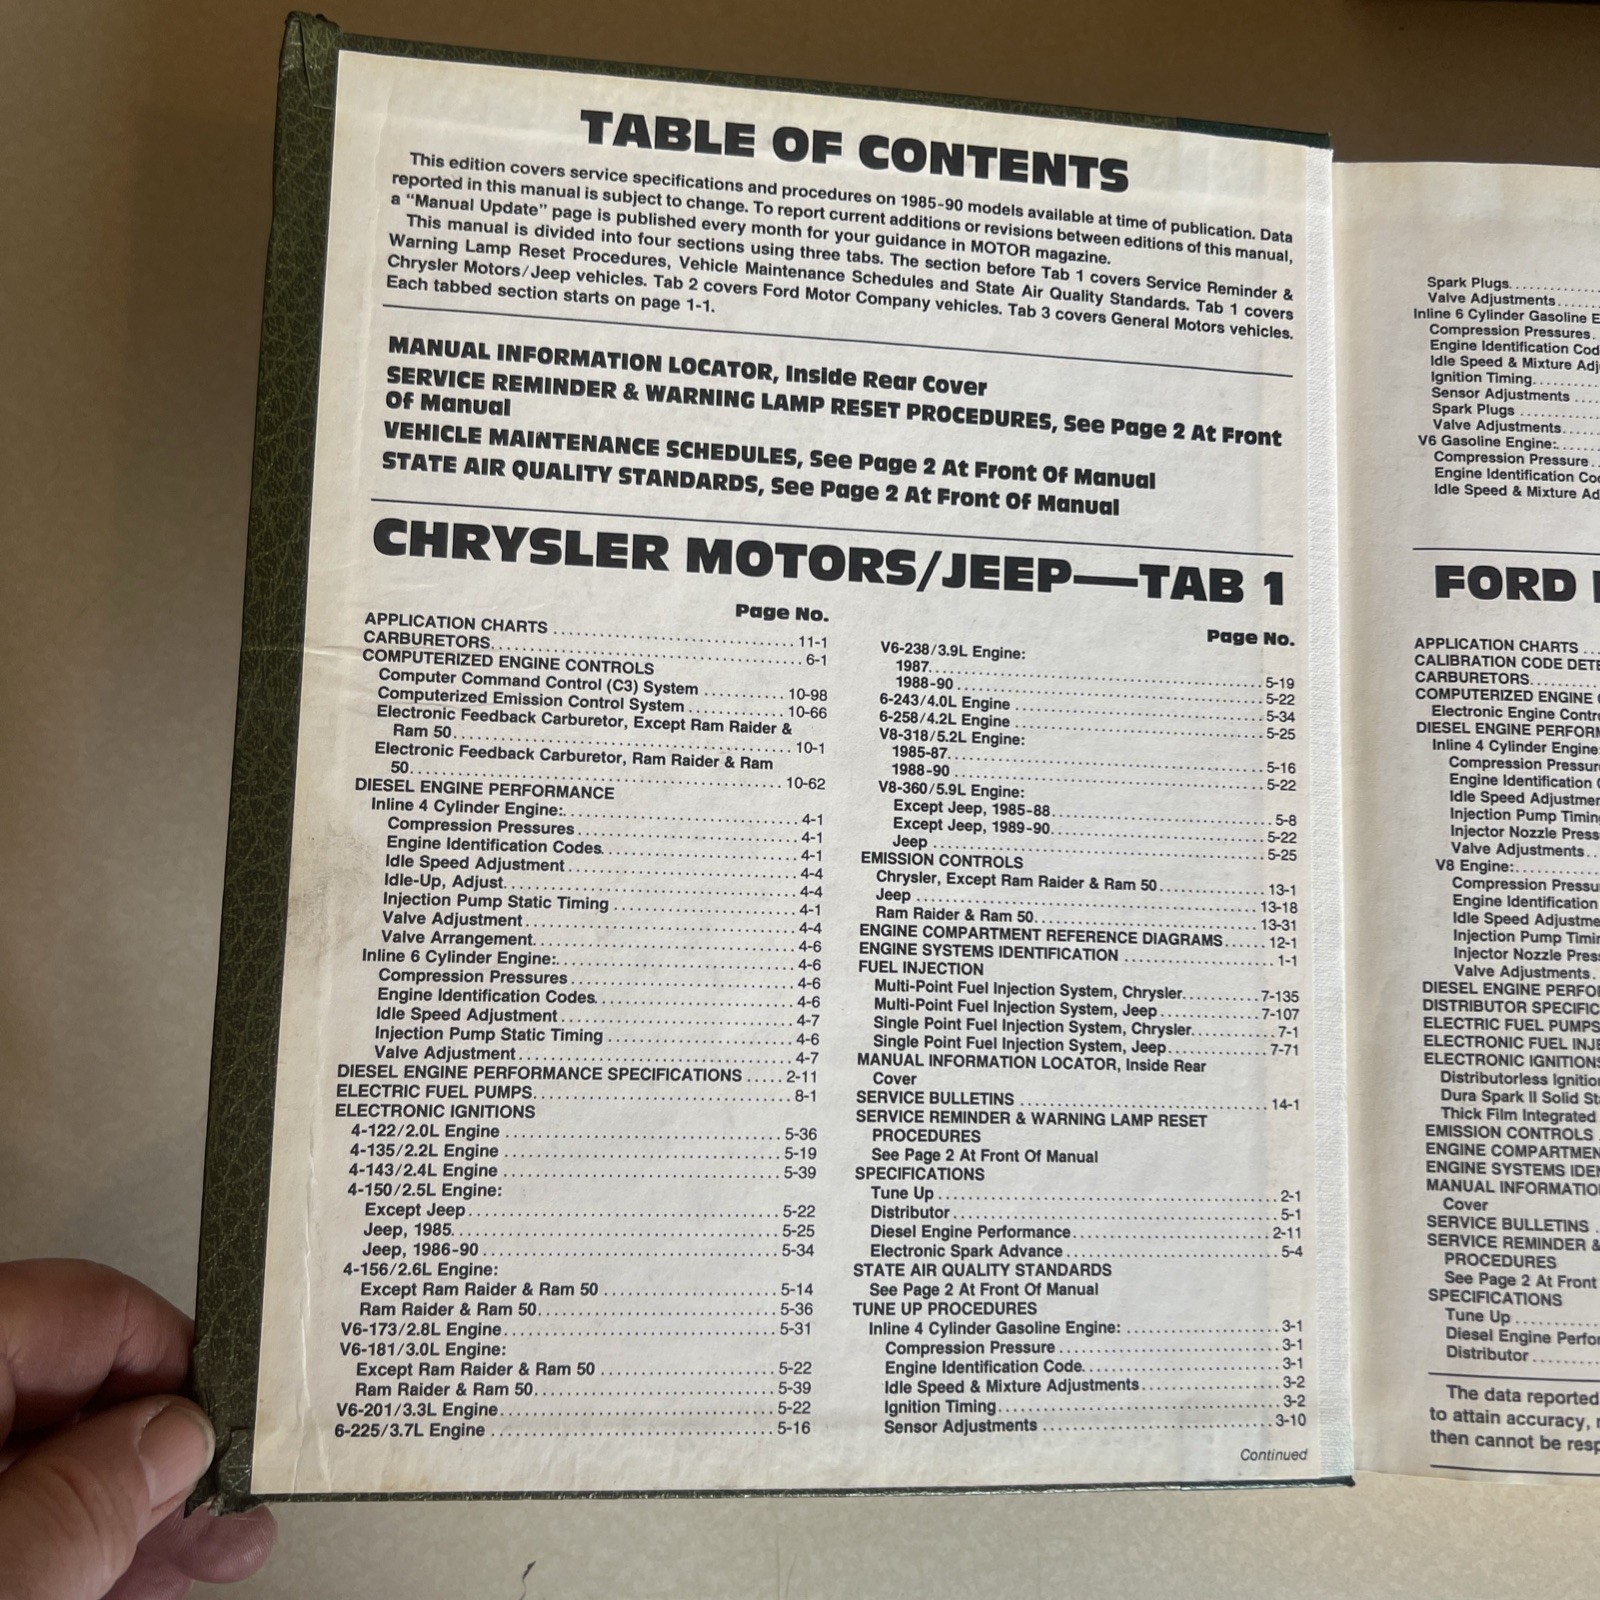 TABLE OF CONTENTS
This edition covers service specifications and procedures on 1985-90 models available at time of publication. Data
reported in this manual is subject to change. To report current additions or revisions between editions of this manual,
a “Manual Update” page is published every month for your guidance in MOTOR magazine.
This manual is divided into four sections using three tabs. The section before Tab 1 covers Service Reminder &
Warning Lamp Reset Procedures, Vehicle Maintenance Schedules and State Air Quality Standards. Tab 1 covers
Chrysler Motors/Jeep vehicles. Tab 2 covers Ford Motor Company vehicles. Tab 3 covers General Motors vehicles.
Each tabbed section starts on page 1-1.
MANUAL INFORMATION LOCATOR, Inside Rear Cover
SERVICE REMINDER & WARNING LAMP RESET PROCEDURES, See Page 2 At Front
Of Manual
VEHICLE MAINTENANCE SCHEDULES, See Page 2 At Front Of Manual
STATE AIR QUALITY STANDARDS, See Page 2 At Front Of Manual
CHRYSLER MOTORS/JEEP—TAB 1
Page No.
APPLICATION CHARTS ........ 11-1
CARBURETORS ........ 6-1
COMPUTERIZED ENGINE CONTROLS
Computer Command Control (C3) System ........ 10-98
Computerized Emission Control System ........ 10-66
Electronic Feedback Carburetor, Except Ram Raider &
Ram 50 ........ 10-1
Electronic Feedback Carburetor, Ram Raider & Ram
50 ........ 10-62
DIESEL ENGINE PERFORMANCE
Inline 4 Cylinder Engine: ........ 4-1
Compression Pressures ........ 4-1
Engine Identification Codes ........ 4-1
Idle Speed Adjustment ........ 4-4
Idle-Up, Adjust ........ 4-4
Injection Pump Static Timing ........ 4-1
Valve Adjustment ........ 4-4
Valve Arrangement ........ 4-6
Inline 6 Cylinder Engine: ........ 4-6
Compression Pressures ........ 4-6
Engine Identification Codes ........ 4-6
Idle Speed Adjustment ........ 4-7
Injection Pump Static Timing ........ 4-6
Valve Adjustment ........ 4-7
DIESEL ENGINE PERFORMANCE SPECIFICATIONS ..... 2-11
ELECTRIC FUEL PUMPS ........ 8-1
ELECTRONIC IGNITIONS
4-122/2.0L Engine ........ 5-36
4-135/2.2L Engine ........ 5-19
4-143/2.4L Engine ........ 5-39
4-150/2.5L Engine:
Except Jeep ........ 5-22
Jeep, 1985 ........ 5-25
Jeep, 1986-90 ........ 5-34
4-156/2.6L Engine:
Except Ram Raider & Ram 50 ........ 5-14
Ram Raider & Ram 50 ........ 5-36
V6-173/2.8L Engine ........ 5-31
V6-181/3.0L Engine:
Except Ram Raider & Ram 50 ........ 5-22
Ram Raider & Ram 50 ........ 5-39
V6-201/3.3L Engine ........ 5-22
6-225/3.7L Engine ........ 5-16
Page No.
V6-238/3.9L Engine:
1987 ........ 5-19
1988-90 ........ 5-22
6-243/4.0L Engine ........ 5-34
6-258/4.2L Engine ........ 5-25
V8-318/5.2L Engine:
1985-87 ........ 5-16
1988-90 ........ 5-22
V8-360/5.9L Engine:
Except Jeep, 1985-88 ........ 5-8
Except Jeep, 1989-90 ........ 5-22
Jeep ........ 5-25
EMISSION CONTROLS
Chrysler, Except Ram Raider & Ram 50 ........ 13-1
Jeep ........ 13-18
Ram Raider & Ram 50 ........ 13-31
ENGINE COMPARTMENT REFERENCE DIAGRAMS ...... 12-1
ENGINE SYSTEMS IDENTIFICATION ........ 1-1
FUEL INJECTION
Multi-Point Fuel Injection System, Chrysler ........ 7-135
Multi-Point Fuel Injection System, Jeep ........ 7-107
Single Point Fuel Injection System, Chrysler ........ 7-1
Single Point Fuel Injection System, Jeep ........ 7-71
MANUAL INFORMATION LOCATOR, Inside Rear
Cover
SERVICE BULLETINS ........ 14-1
SERVICE REMINDER & WARNING LAMP RESET
PROCEDURES
See Page 2 At Front Of Manual
SPECIFICATIONS
Tune Up ........ 2-1
Distributor ........ 5-1
Diesel Engine Performance ........ 2-11
Electronic Spark Advance ........ 5-4
STATE AIR QUALITY STANDARDS
See Page 2 At Front Of Manual
TUNE UP PROCEDURES
Inline 4 Cylinder Gasoline Engine: ........ 3-1
Compression Pressure ........ 3-1
Engine Identification Code ........ 3-1
Idle Speed & Mixture Adjustments ........ 3-2
Ignition Timing ........ 3-2
Sensor Adjustments ........ 3-10
Continued
Spark Plugs
Valve Adjustments
Inline 6 Cylinder Gasoline E
Compression Pressures
Engine Identification Cod
Idle Speed & Mixture Adj
Ignition Timing
Sensor Adjustments
Spark Plugs
Valve Adjustments
V6 Gasoline Engine:
Compression Pressure
Engine Identification Co
Idle Speed & Mixture Ad
FORD
APPLICATION CHARTS
CALIBRATION CODE DETE
CARBURETORS
COMPUTERIZED ENGINE
Electronic Engine Contr
DIESEL ENGINE PERFORM
Inline 4 Cylinder Engine:
Compression Pressur
Engine Identification
Idle Speed Adjustmen
Injection Pump Timing
Injector Nozzle Press
Valve Adjustments
V8 Engine:
Compression Pressu
Engine Identification
Idle Speed Adjustme
Injection Pump Timin
Injector Nozzle Pres
Valve Adjustments
DIESEL ENGINE PERFO
DISTRIBUTOR SPECIFIC
ELECTRIC FUEL PUMPS
ELECTRONIC FUEL INJE
ELECTRONIC IGNITIONS
Distributorless Ignitio
Dura Spark II Solid St
Thick Film Integrated
EMISSION CONTROLS
ENGINE COMPARTMEN
ENGINE SYSTEMS IDEN
MANUAL INFORMATIO
Cover
SERVICE BULLETINS
SERVICE REMINDER &
PROCEDURES
See Page 2 At Front
SPECIFICATIONS
Tune Up
Diesel Engine Perfor
Distributor
The data reported
to attain accuracy,
then cannot be resp